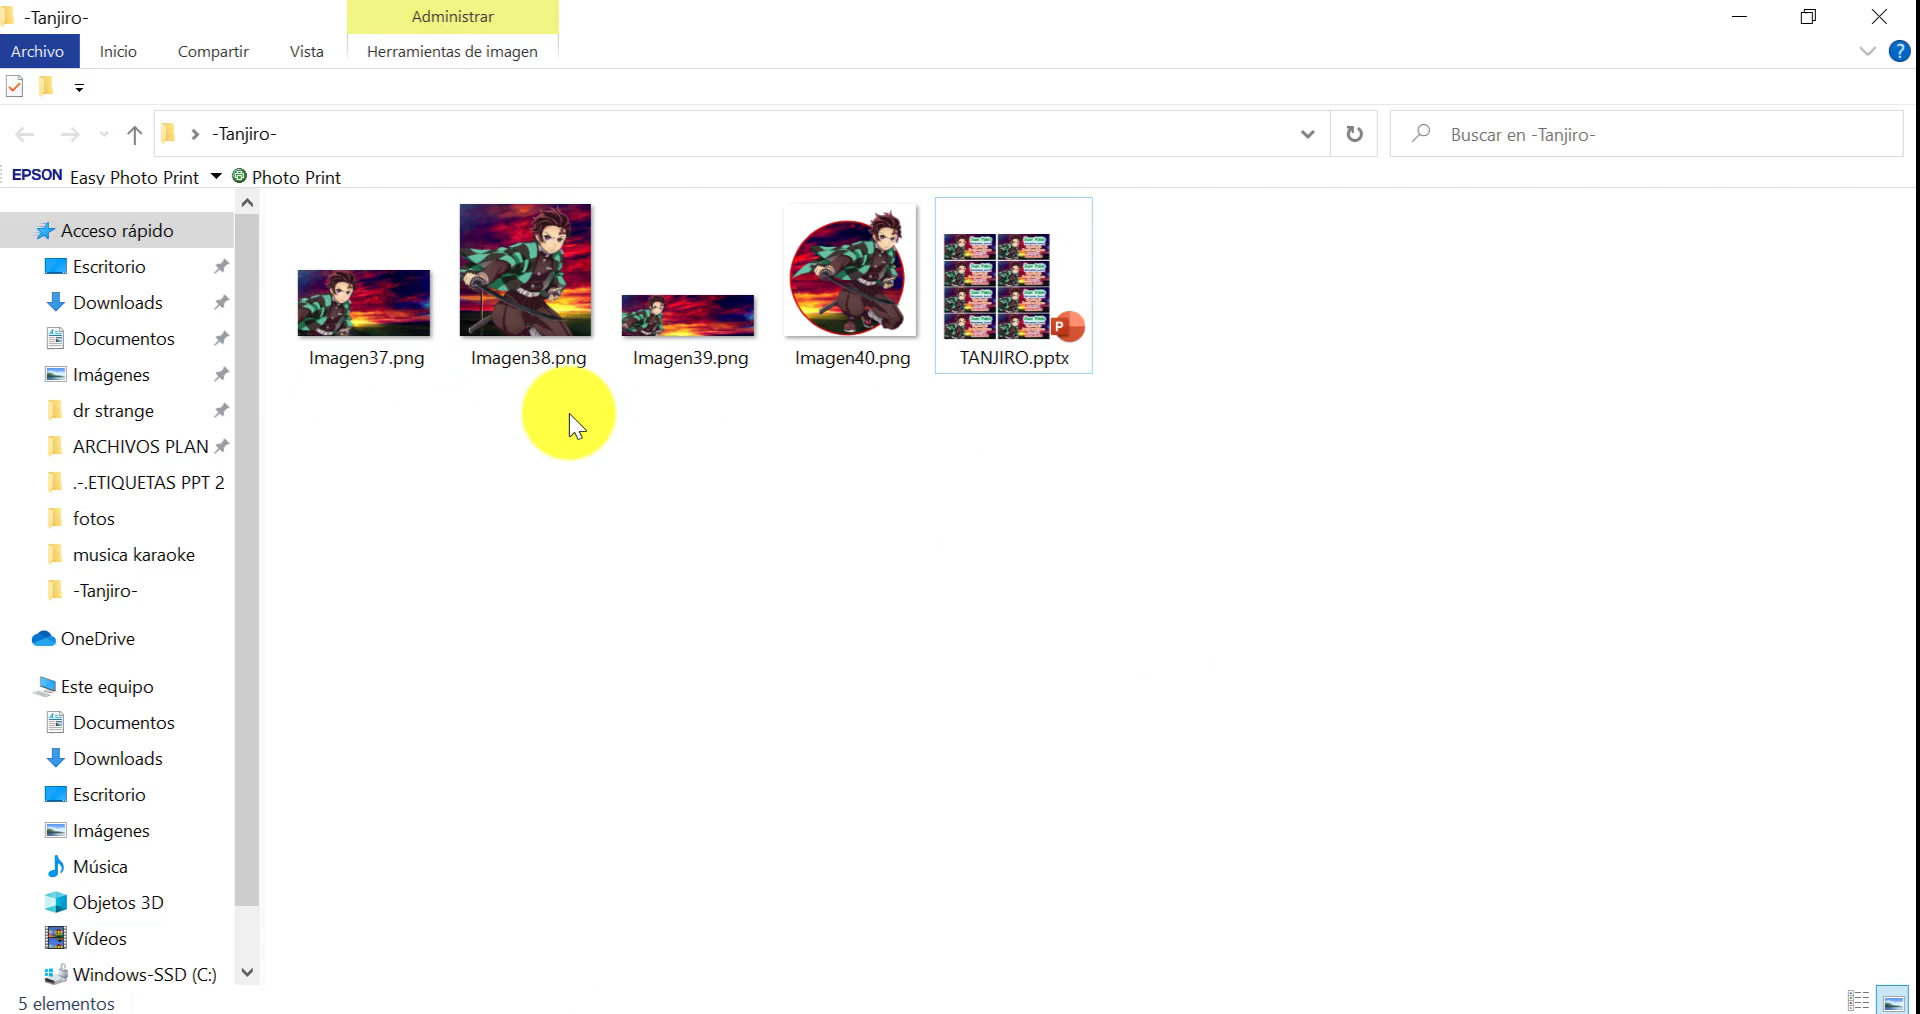 -Tanjiro-
Administrar
Archivo
Inicio
Compartir
Vista
Herramientas de imagen
?
-Tanjiro-
Buscar en -Tanjiro-
EPSON Easy Photo Print
Photo Print
Acceso rápido
Escritorio
Downloads
Documentos
Imágenes
dr strange
ARCHIVOS PLAN
.-.ETIQUETAS PPT 2
fotos
musica karaoke
-Tanjiro-
OneDrive
Este equipo
Documentos
Downloads
Escritorio
Imágenes
Música
Objetos 3D
Vídeos
Windows-SSD (C:)
Imagen37.png
Imagen38.png
Imagen39.png
Imagen40.png
P
TANJIRO.pptx
5 elementos